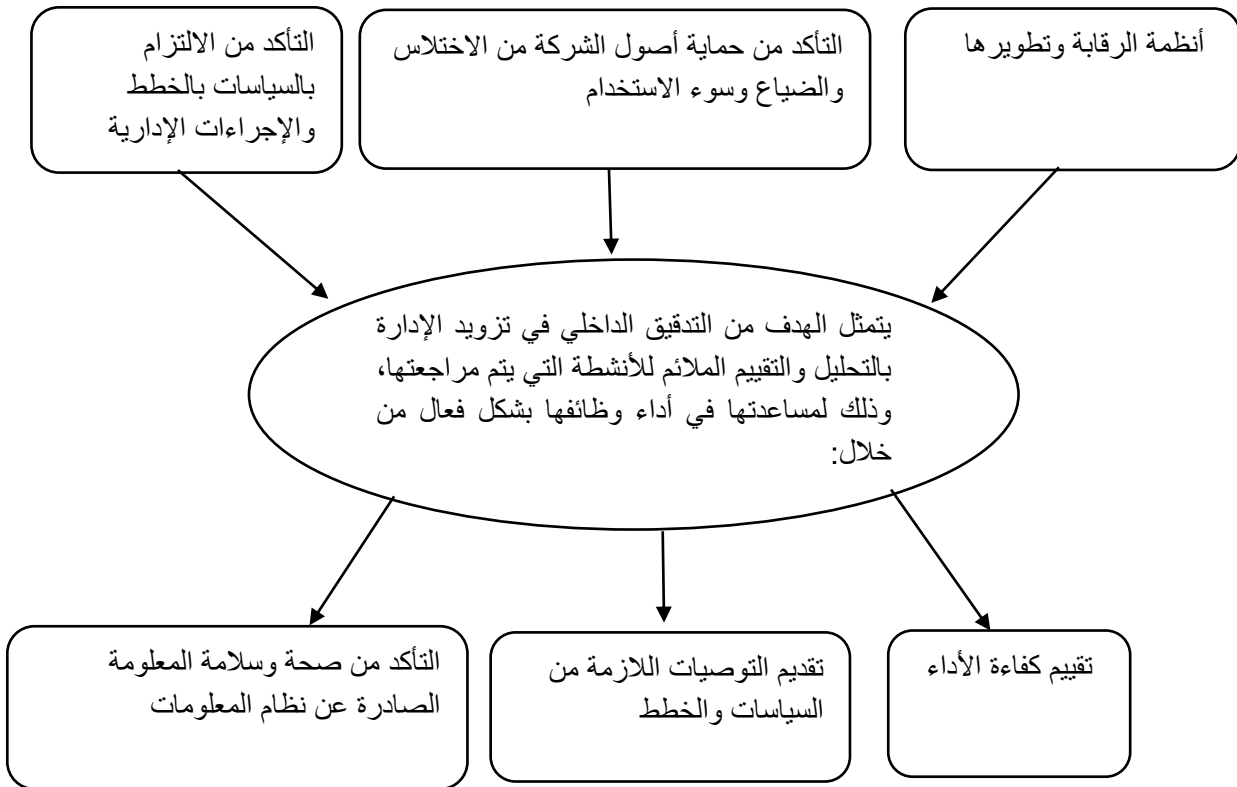 أنظمة الرقابة وتطويرها
التأكد من حماية أصول الشركة من الاختلاس
والضياع وسوء الاستخدام
التأكد من الالتزام
بالسياسات بالخطط
والإجراءات الإدارية
يتمثل الهدف من التدقيق الداخلي في تزويد الإدارة
بالتحليل والتقييم الملائم للأنشطة التي يتم مراجعتها،
وذلك لمساعدتها في أداء وظائفها بشكل فعال من
خلال:
تقييم كفاءة الأداء
تقديم التوصيات اللازمة من
السياسات والخطط
التأكد من صحة وسلامة المعلومة
الصادرة عن نظام المعلومات